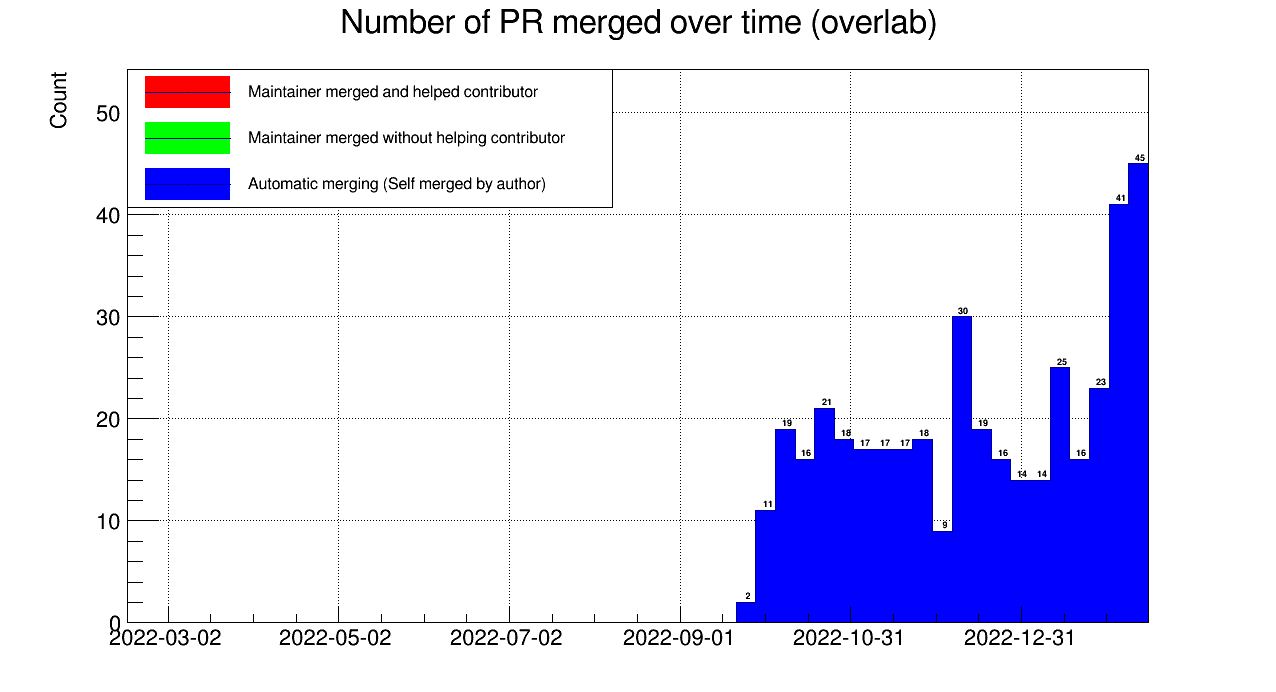 Number of PR merged over time (overlab)
Count
Maintainer merged and helped contributor
Maintainer merged without helping contributor
Automatic merging (Self merged by author)
50
40
30
20
10
0
2 11 19 16 21 18 17 17 17 18 9 30 19 16 14 14 25 16 23 41 45
2022-03-02 2022-05-02 2022-07-02 2022-09-01 2022-10-31 2022-12-31